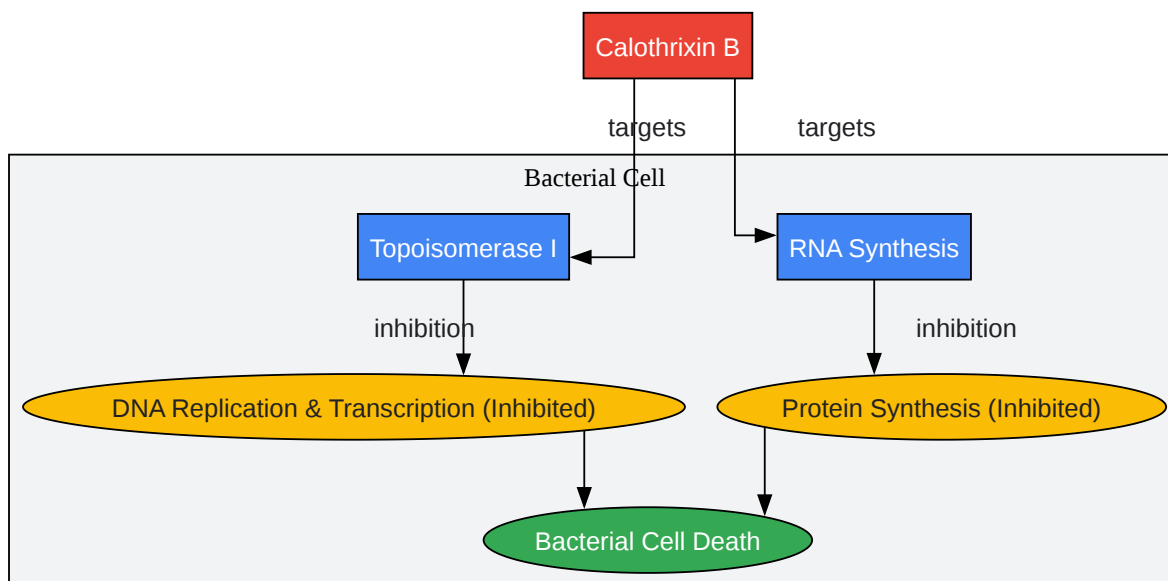 Calothrixin B
targets
targets
Bacterial Cell
Topoisomerase I
RNA Synthesis
inhibition
inhibition
DNA Replication & Transcription (Inhibited)
Protein Synthesis (Inhibited)
Bacterial Cell Death